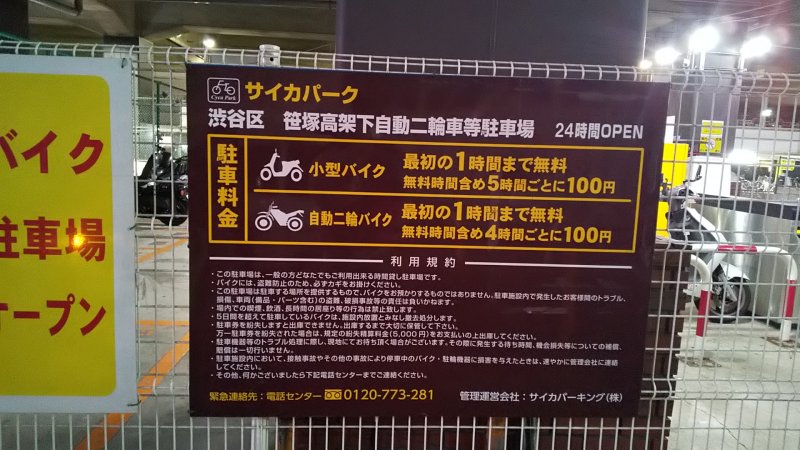 バイク
駐車場
オープン
Cyca Park
サイカパーク
渋谷区 笹塚高架下自動二輪車等駐車場 24時間OPEN
駐車料金
小型バイク 最初の1時間まで無料
無料時間含め5時間ごとに100円
自動二輪バイク 最初の1時間まで無料
無料時間含め4時間ごとに100円
利用規約
・この駐車場は、一般の方どなたでもご利用出来る時間貸し駐車場です。
・バイクには、盗難防止のため、必ずカギをお掛けください。
・この駐車場は駐車する場所を提供するもので、バイクをお預かりするものではありません。駐車施設内で発生したお客様間のトラブル、
損傷、車両(備品・パーツ含む)の盗難、破損事故等の責任は負いかねます。
・場内での喫煙、飲酒、長時間の居座り等の行為は禁止致します。
・5日間を超えて駐車しているバイクは、施設内放置とみなし撤去処分します。
・駐車券を紛失しますと出庫できません。出庫するまで大切に保管して下さい。
万一駐車券を紛失された場合は、規定の紛失精算料金(5,000円)をお支払いの上出庫してください。
・駐車機器等のトラブル処理に際し、現地にてお待ち頂く場合がございます。その際に発生する待ち時間、機会損失等についての補償、
賠償は一切行いません。
・駐車施設内において、接触事故やその他の事故により停車中のバイク・駐輪機器に損害を与えたときは、速やかに管理会社に連絡
してください。
・その他、何かございましたら下記電話センターまでご連絡ください。
緊急連絡先:電話センター 0120-773-281 管理運営会社:サイカパーキング(株)